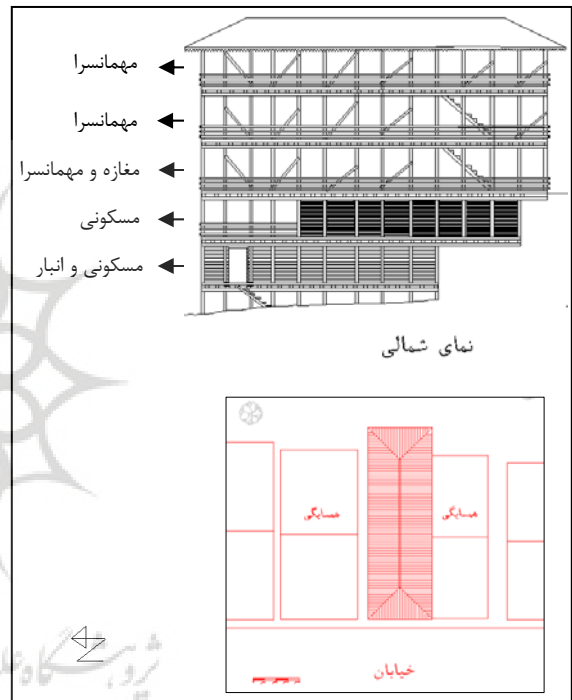 مهمانسرا
مهمانسرا
مغازه و مهمانسرا
مسکونی
مسکونی و انبار
نمای شمالی
همسایگی
همسایگی
خیابان